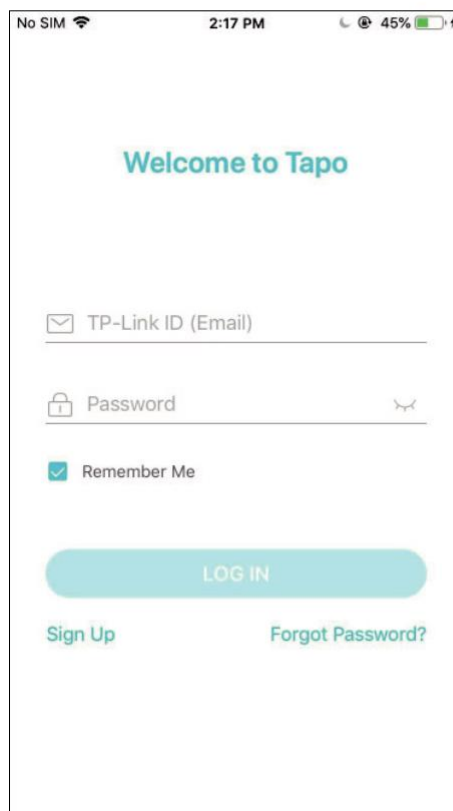 No SIM 2:17 PM 45%
Welcome to Tapo
TP-Link ID (Email)
Password
Remember Me
LOG IN
Sign Up Forgot Password?